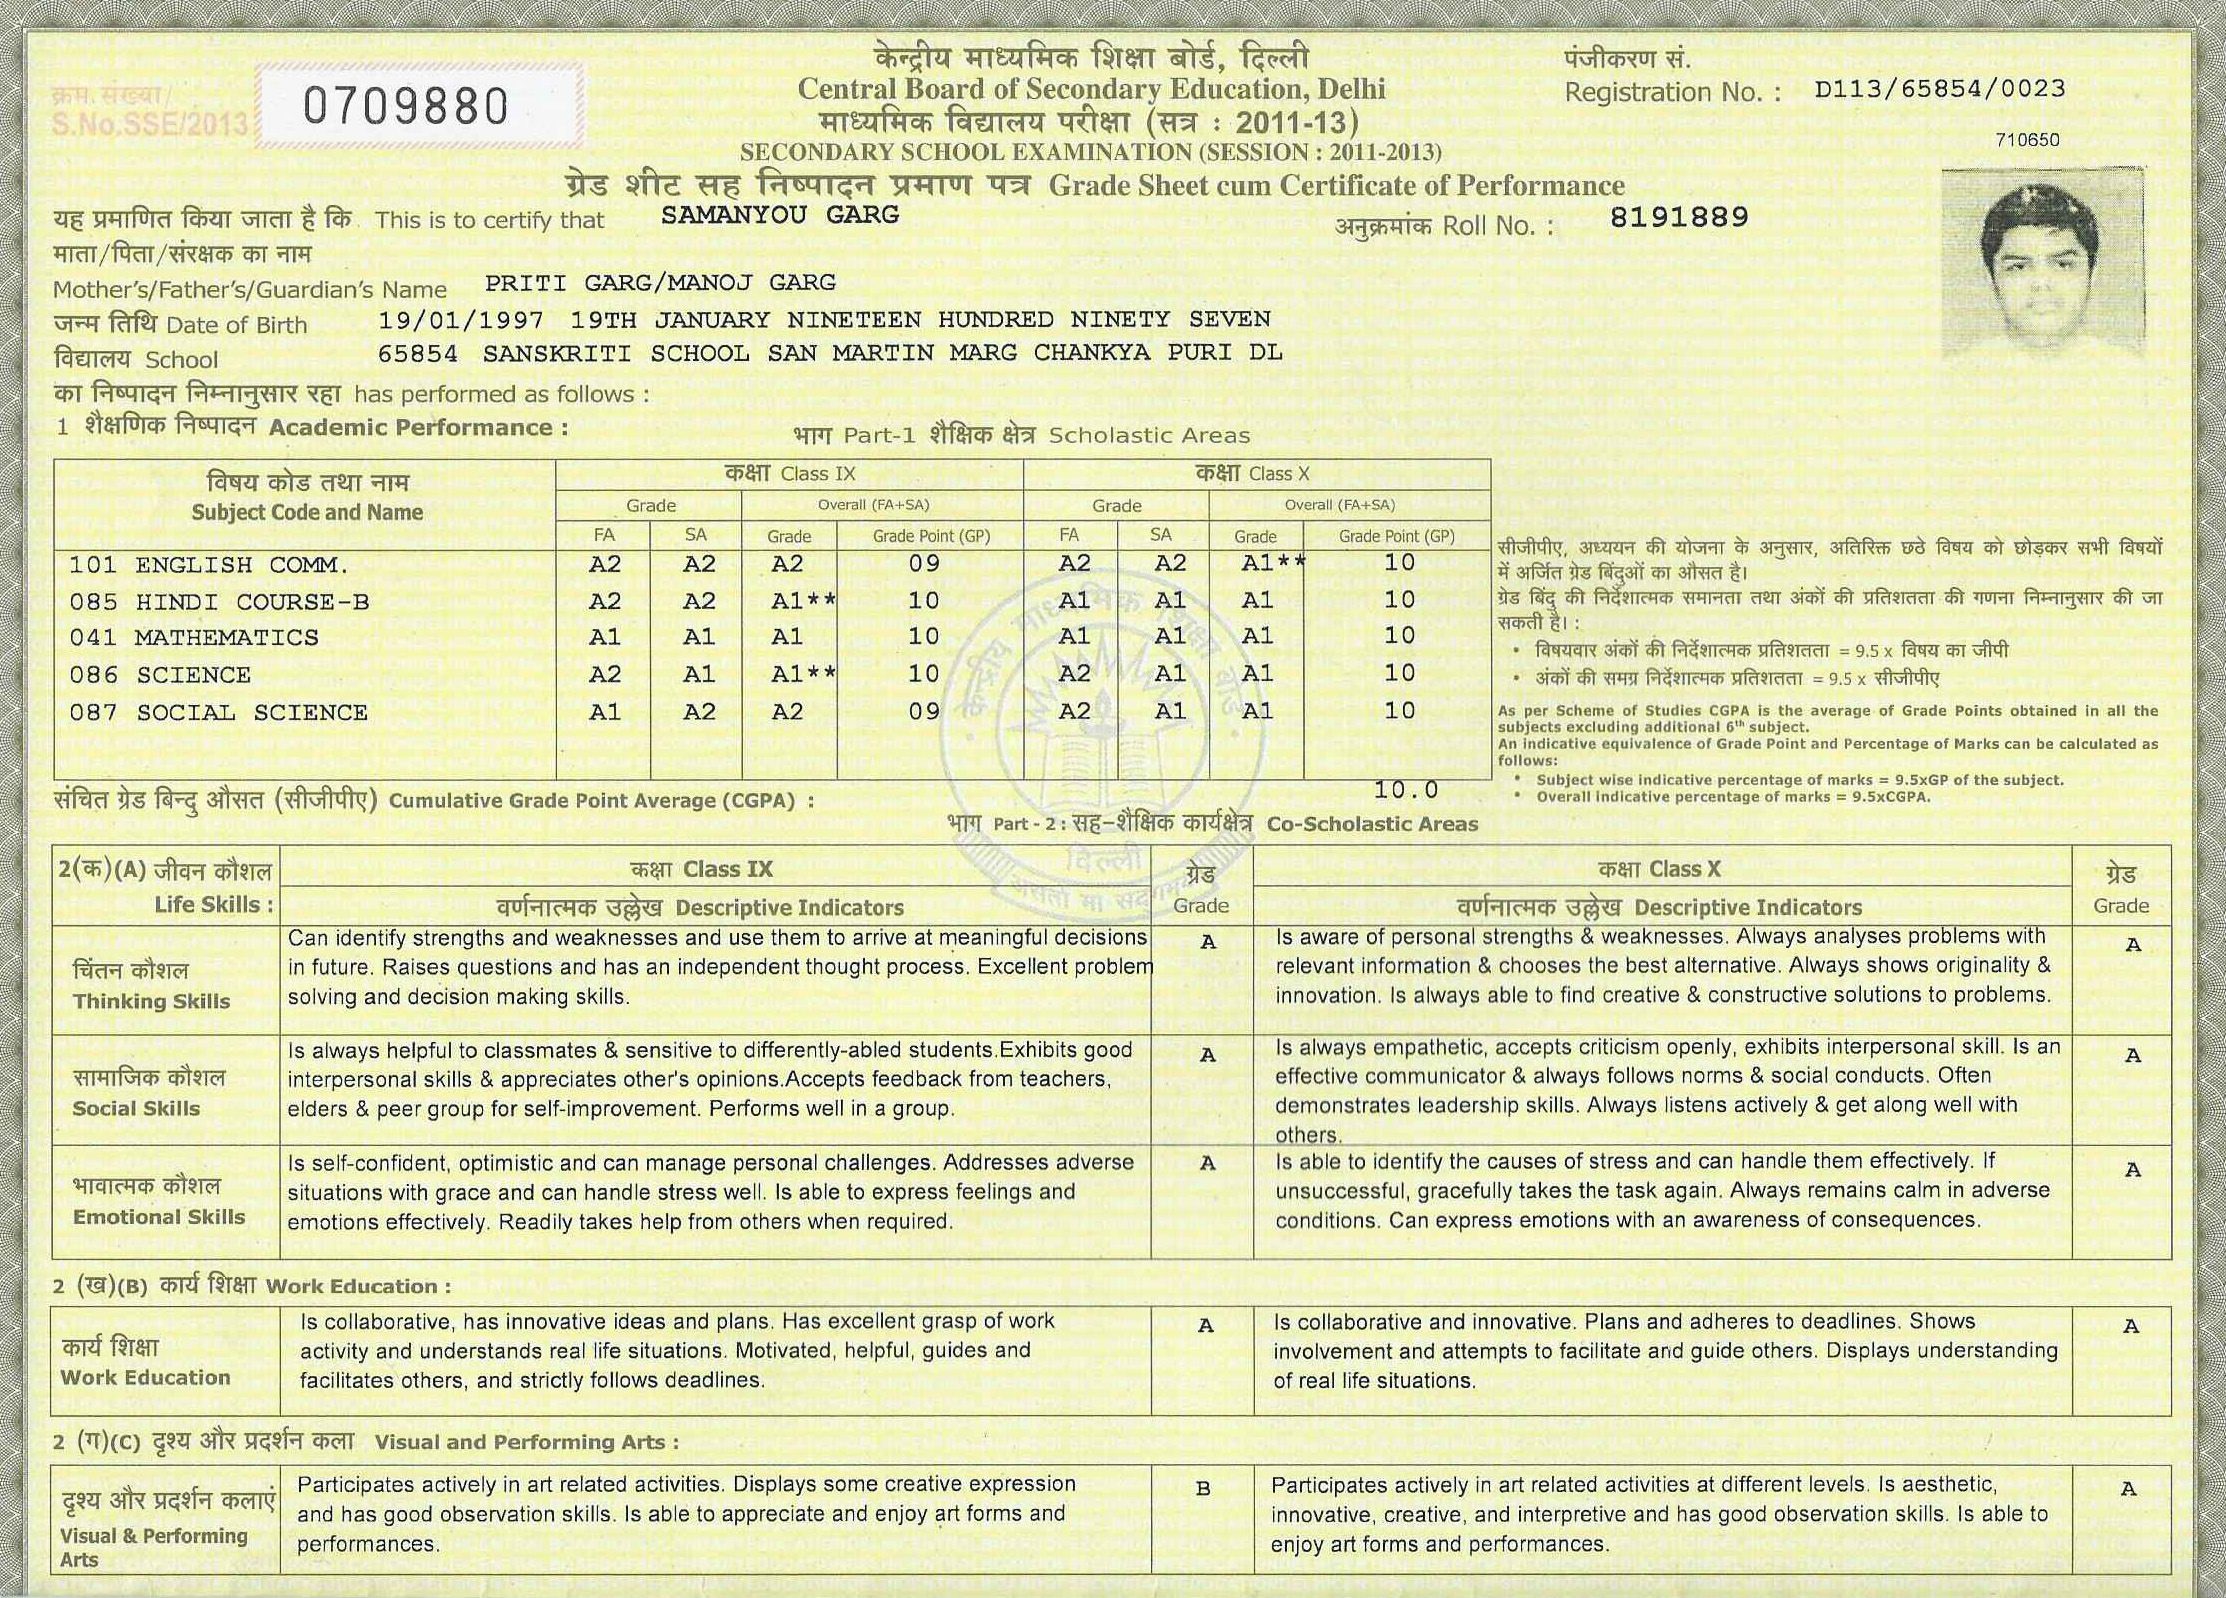 केन्द्रीय माध्यमिक शिक्षा बोर्ड, दिल्ली
Central Board of Secondary Education, Delhi
माध्यमिक विद्यालय परीक्षा (सत्र : 2011-13)
SECONDARY SCHOOL EXAMINATION (SESSION : 2011-2013)
ग्रेड शीट सह निष्पादन प्रमाण पत्र Grade Sheet cum Certificate of Performance
क्रम. संख्या/
S.No.SSE/2013 0709880
पंजीकरण सं.
Registration No. : D113/65854/0023
710650
यह प्रमाणित किया जाता है कि This is to certify that SAMANYOU GARG अनुक्रमांक Roll No. : 8191889
माता/पिता/संरक्षक का नाम
Mother's/Father's/Guardian's Name PRITI GARG/MANOJ GARG
जन्म तिथि Date of Birth 19/01/1997 19TH JANUARY NINETEEN HUNDRED NINETY SEVEN
विद्यालय School 65854 SANSKRITI SCHOOL SAN MARTIN MARG CHANKYA PURI DL
का निष्पादन निम्नानुसार रहा has performed as follows :
1 शैक्षणिक निष्पादन Academic Performance : भाग Part-1 शैक्षिक क्षेत्र Scholastic Areas
विषय कोड तथा नाम
Subject Code and Name
कक्षा Class IX कक्षा Class X
Grade Overall (FA+SA) Grade Overall (FA+SA)
FA SA Grade Grade Point (GP) FA SA Grade Grade Point (GP)
101 ENGLISH COMM. A2 A2 A2 09 A2 A2 A1** 10
085 HINDI COURSE-B A2 A2 A1** 10 A1 A1 A1 10
041 MATHEMATICS A1 A1 A1 10 A1 A1 A1 10
086 SCIENCE A2 A1 A1** 10 A2 A1 A1 10
087 SOCIAL SCIENCE A1 A2 A2 09 A2 A1 A1 10
सीजीपीए, अध्ययन की योजना के अनुसार, अतिरिक्त छठे विषय को छोड़कर सभी विषयों
में अर्जित ग्रेड बिंदुओं का औसत है।
ग्रेड बिंदु की निर्देशात्मक समानता तथा अंकों की प्रतिशतता की गणना निम्नानुसार की जा
सकती है। :
• विषयवार अंकों की निर्देशात्मक प्रतिशतता = 9.5 x विषय का जीपी
• अंकों की समग्र निर्देशात्मक प्रतिशतता = 9.5 x सीजीपीए
As per Scheme of Studies CGPA is the average of Grade Points obtained in all the
subjects excluding additional 6th subject.
An indicative equivalence of Grade Point and Percentage of Marks can be calculated as
follows:
• Subject wise indicative percentage of marks = 9.5xGP of the subject.
• Overall indicative percentage of marks = 9.5xCGPA.
संचित ग्रेड बिन्दु औसत (सीजीपीए) Cumulative Grade Point Average (CGPA) : 10.0
भाग Part - 2 : सह-शैक्षिक कार्यक्षेत्र Co-Scholastic Areas
केन्द्रीय माध्यमिक शिक्षा बोर्ड
दिल्ली
असतो मा सद्गमय
2(क)(A) जीवन कौशल
Life Skills :
कक्षा Class IX ग्रेड कक्षा Class X ग्रेड
वर्णनात्मक उल्लेख Descriptive Indicators Grade वर्णनात्मक उल्लेख Descriptive Indicators Grade
चिंतन कौशल
Thinking Skills
Can identify strengths and weaknesses and use them to arrive at meaningful decisions
in future. Raises questions and has an independent thought process. Excellent problem
solving and decision making skills.
A
Is aware of personal strengths & weaknesses. Always analyses problems with
relevant information & chooses the best alternative. Always shows originality &
innovation. Is always able to find creative & constructive solutions to problems.
A
सामाजिक कौशल
Social Skills
Is always helpful to classmates & sensitive to differently-abled students.Exhibits good
interpersonal skills & appreciates other's opinions.Accepts feedback from teachers,
elders & peer group for self-improvement. Performs well in a group.
A
Is always empathetic, accepts criticism openly, exhibits interpersonal skill. Is an
effective communicator & always follows norms & social conducts. Often
demonstrates leadership skills. Always listens actively & get along well with
others.
A
भावात्मक कौशल
Emotional Skills
Is self-confident, optimistic and can manage personal challenges. Addresses adverse
situations with grace and can handle stress well. Is able to express feelings and
emotions effectively. Readily takes help from others when required.
A
Is able to identify the causes of stress and can handle them effectively. If
unsuccessful, gracefully takes the task again. Always remains calm in adverse
conditions. Can express emotions with an awareness of consequences.
A
2 (ख)(B) कार्य शिक्षा Work Education :
कार्य शिक्षा
Work Education
Is collaborative, has innovative ideas and plans. Has excellent grasp of work
activity and understands real life situations. Motivated, helpful, guides and
facilitates others, and strictly follows deadlines.
A
Is collaborative and innovative. Plans and adheres to deadlines. Shows
involvement and attempts to facilitate and guide others. Displays understanding
of real life situations.
A
2 (ग)(C) दृश्य और प्रदर्शन कला Visual and Performing Arts :
दृश्य और प्रदर्शन कलाएं
Visual & Performing
Arts
Participates actively in art related activities. Displays some creative expression
and has good observation skills. Is able to appreciate and enjoy art forms and
performances.
B
Participates actively in art related activities at different levels. Is aesthetic,
innovative, creative, and interpretive and has good observation skills. Is able to
enjoy art forms and performances.
A